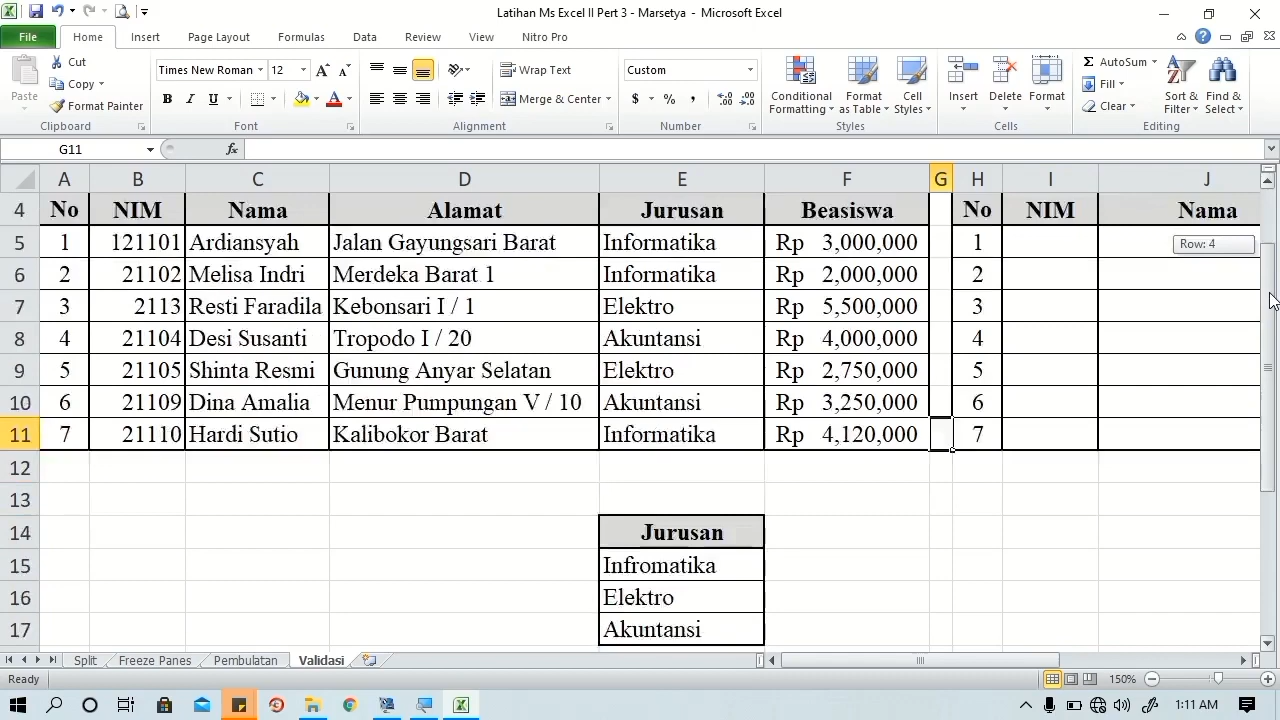 Latihan Ms Excel II Pert 3 - Marsetya - Microsoft Excel
File Home Insert Page Layout Formulas Data Review View Nitro Pro
Paste Cut Copy Format Painter Clipboard
Times New Roman 12 B I U A A A Font
Wrap Text Merge & Center Alignment
Custom $ % , Number
Conditional Formatting Format as Table Cell Styles Styles
Insert Delete Format Cells
Σ AutoSum Fill Clear Sort & Filter Find & Select Editing
G11 fx
A B C D E F G H I J
4 No NIM Nama Alamat Jurusan Beasiswa No NIM Nama
5 1 121101 Ardiansyah Jalan Gayungsari Barat Informatika Rp 3,000,000 1
Row: 4
6 2 21102 Melisa Indri Merdeka Barat 1 Informatika Rp 2,000,000 2
7 3 2113 Resti Faradila Kebonsari I / 1 Elektro Rp 5,500,000 3
8 4 21104 Desi Susanti Tropodo I / 20 Akuntansi Rp 4,000,000 4
9 5 21105 Shinta Resmi Gunung Anyar Selatan Elektro Rp 2,750,000 5
10 6 21109 Dina Amalia Menur Pumpungan V / 10 Akuntansi Rp 3,250,000 6
11 7 21110 Hardi Sutio Kalibokor Barat Informatika Rp 4,120,000 7
12
13
14 Jurusan
15 Infromatika
16 Elektro
17 Akuntansi
Split Freeze Panes Pembulatan Validasi
Ready 150%
1:11 AM